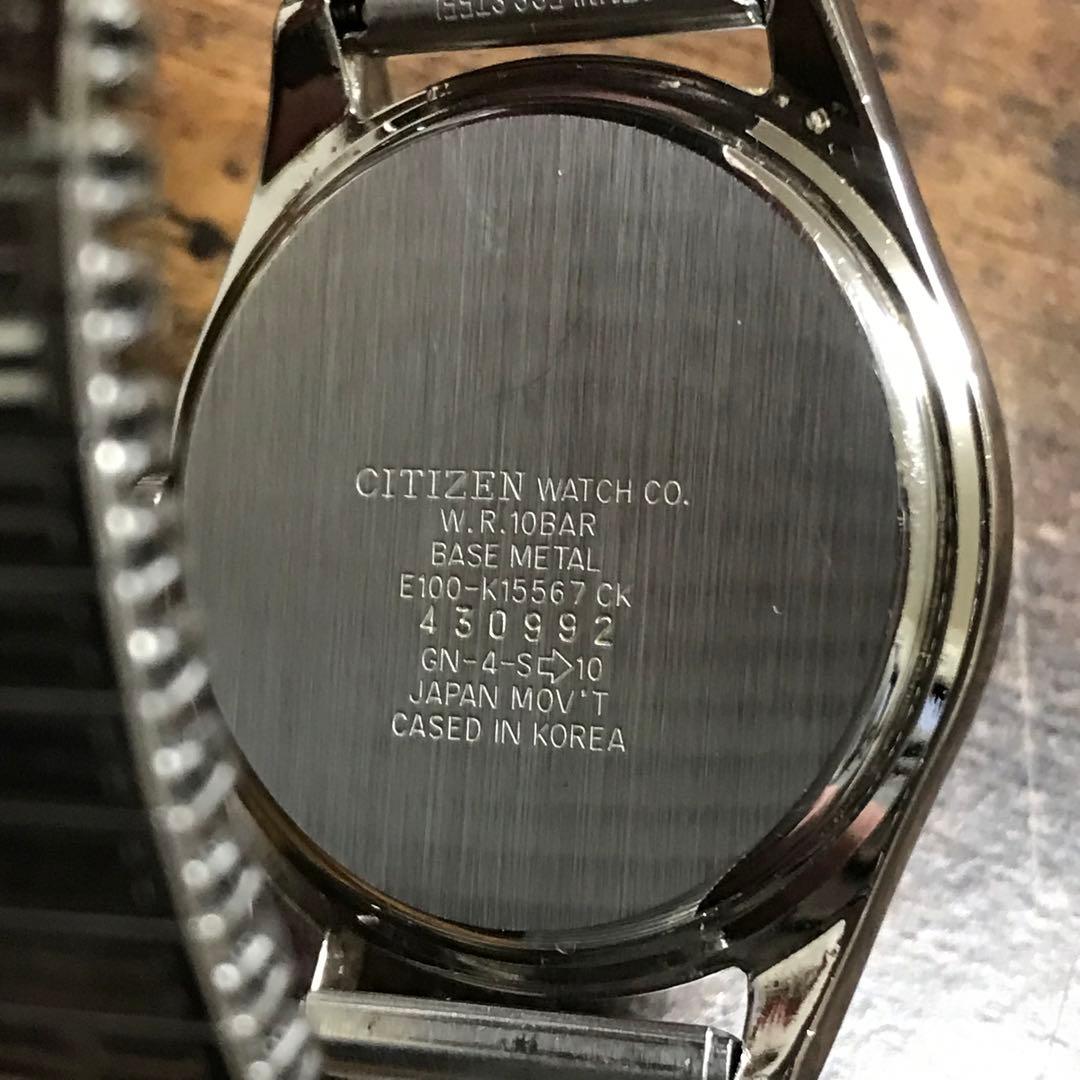 CITIZEN WATCH CO.
W.R.10BAR
BASE METAL
E100-K15567 CK
430992
GN-4-S⇨10
JAPAN MOV'T
CASED IN KOREA